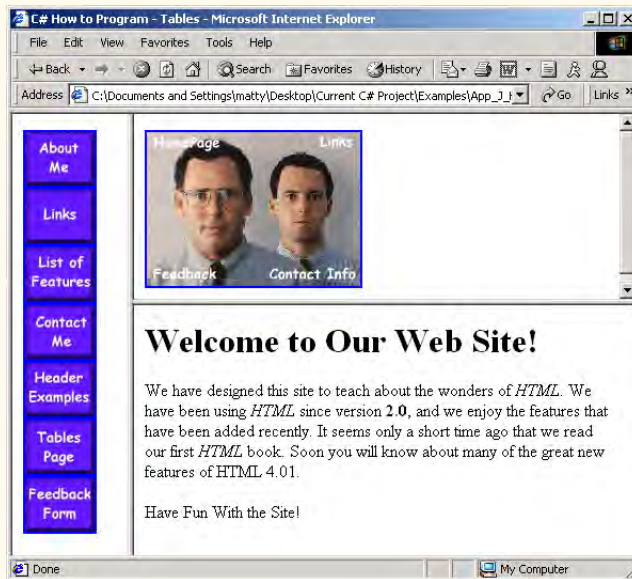 C# How to Program - Tables - Microsoft Internet Explorer
File Edit View Favorites Tools Help
Back Search Favorites History
Address C:\Documents and Settings\matty\Desktop\Current C# Project\Examples\App_J_ Go Links »
About
Me
Links
List of
Features
Contact
Me
Header
Examples
Tables
Page
Feedback
Form
HomePage Links
Feedback Contact Info
Welcome to Our Web Site!
We have designed this site to teach about the wonders of HTML. We
have been using HTML since version 2.0, and we enjoy the features that
have been added recently. It seems only a short time ago that we read
our first HTML book. Soon you will know about many of the great new
features of HTML 4.01.
Have Fun With the Site!
Done My Computer